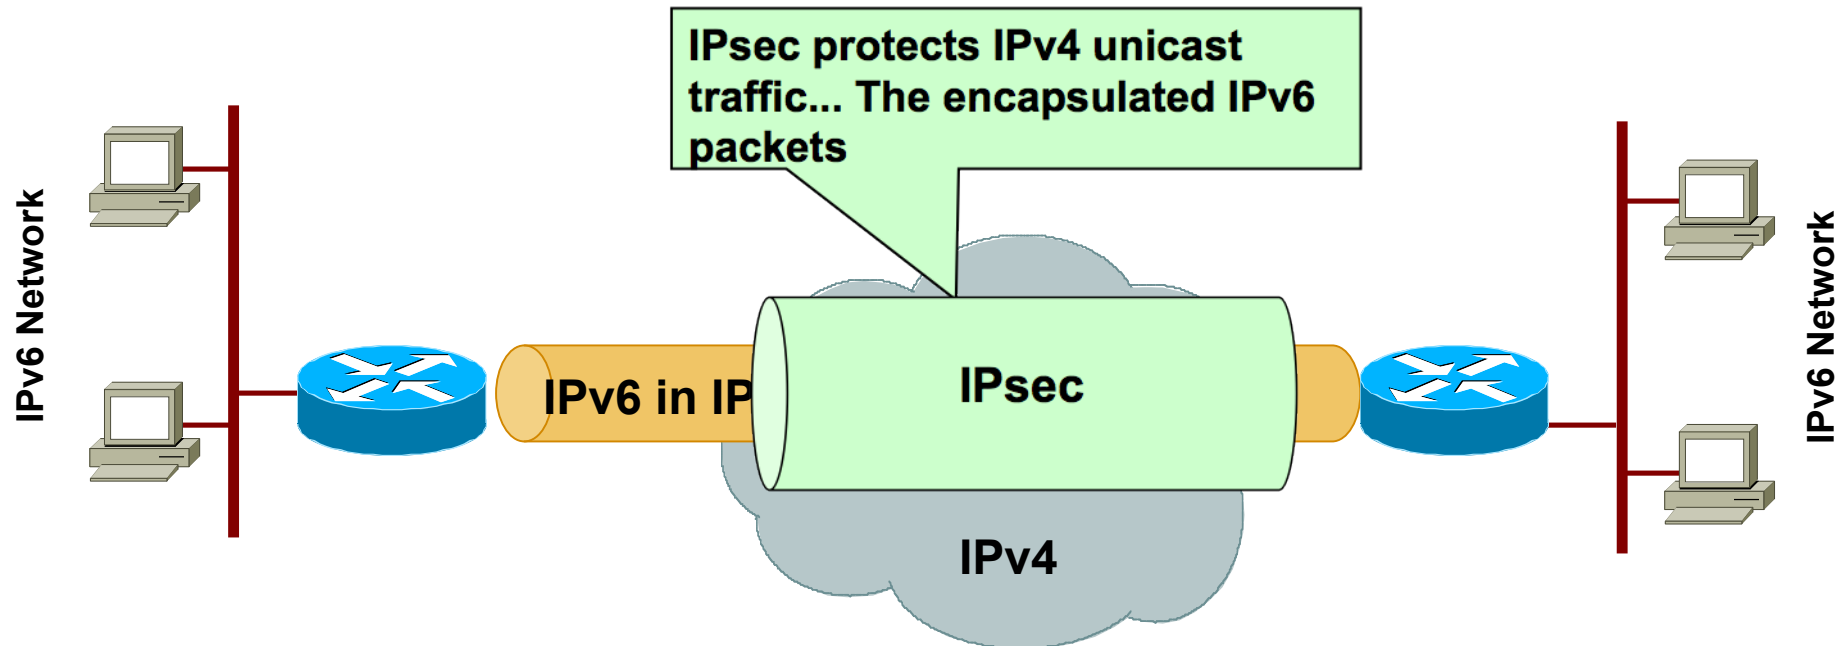 IPsec protects IPv4 unicast
traffic... The encapsulated IPv6
packets
IPv6 Network
IPv6 in IP
IPsec
IPv4
IPv6 Network